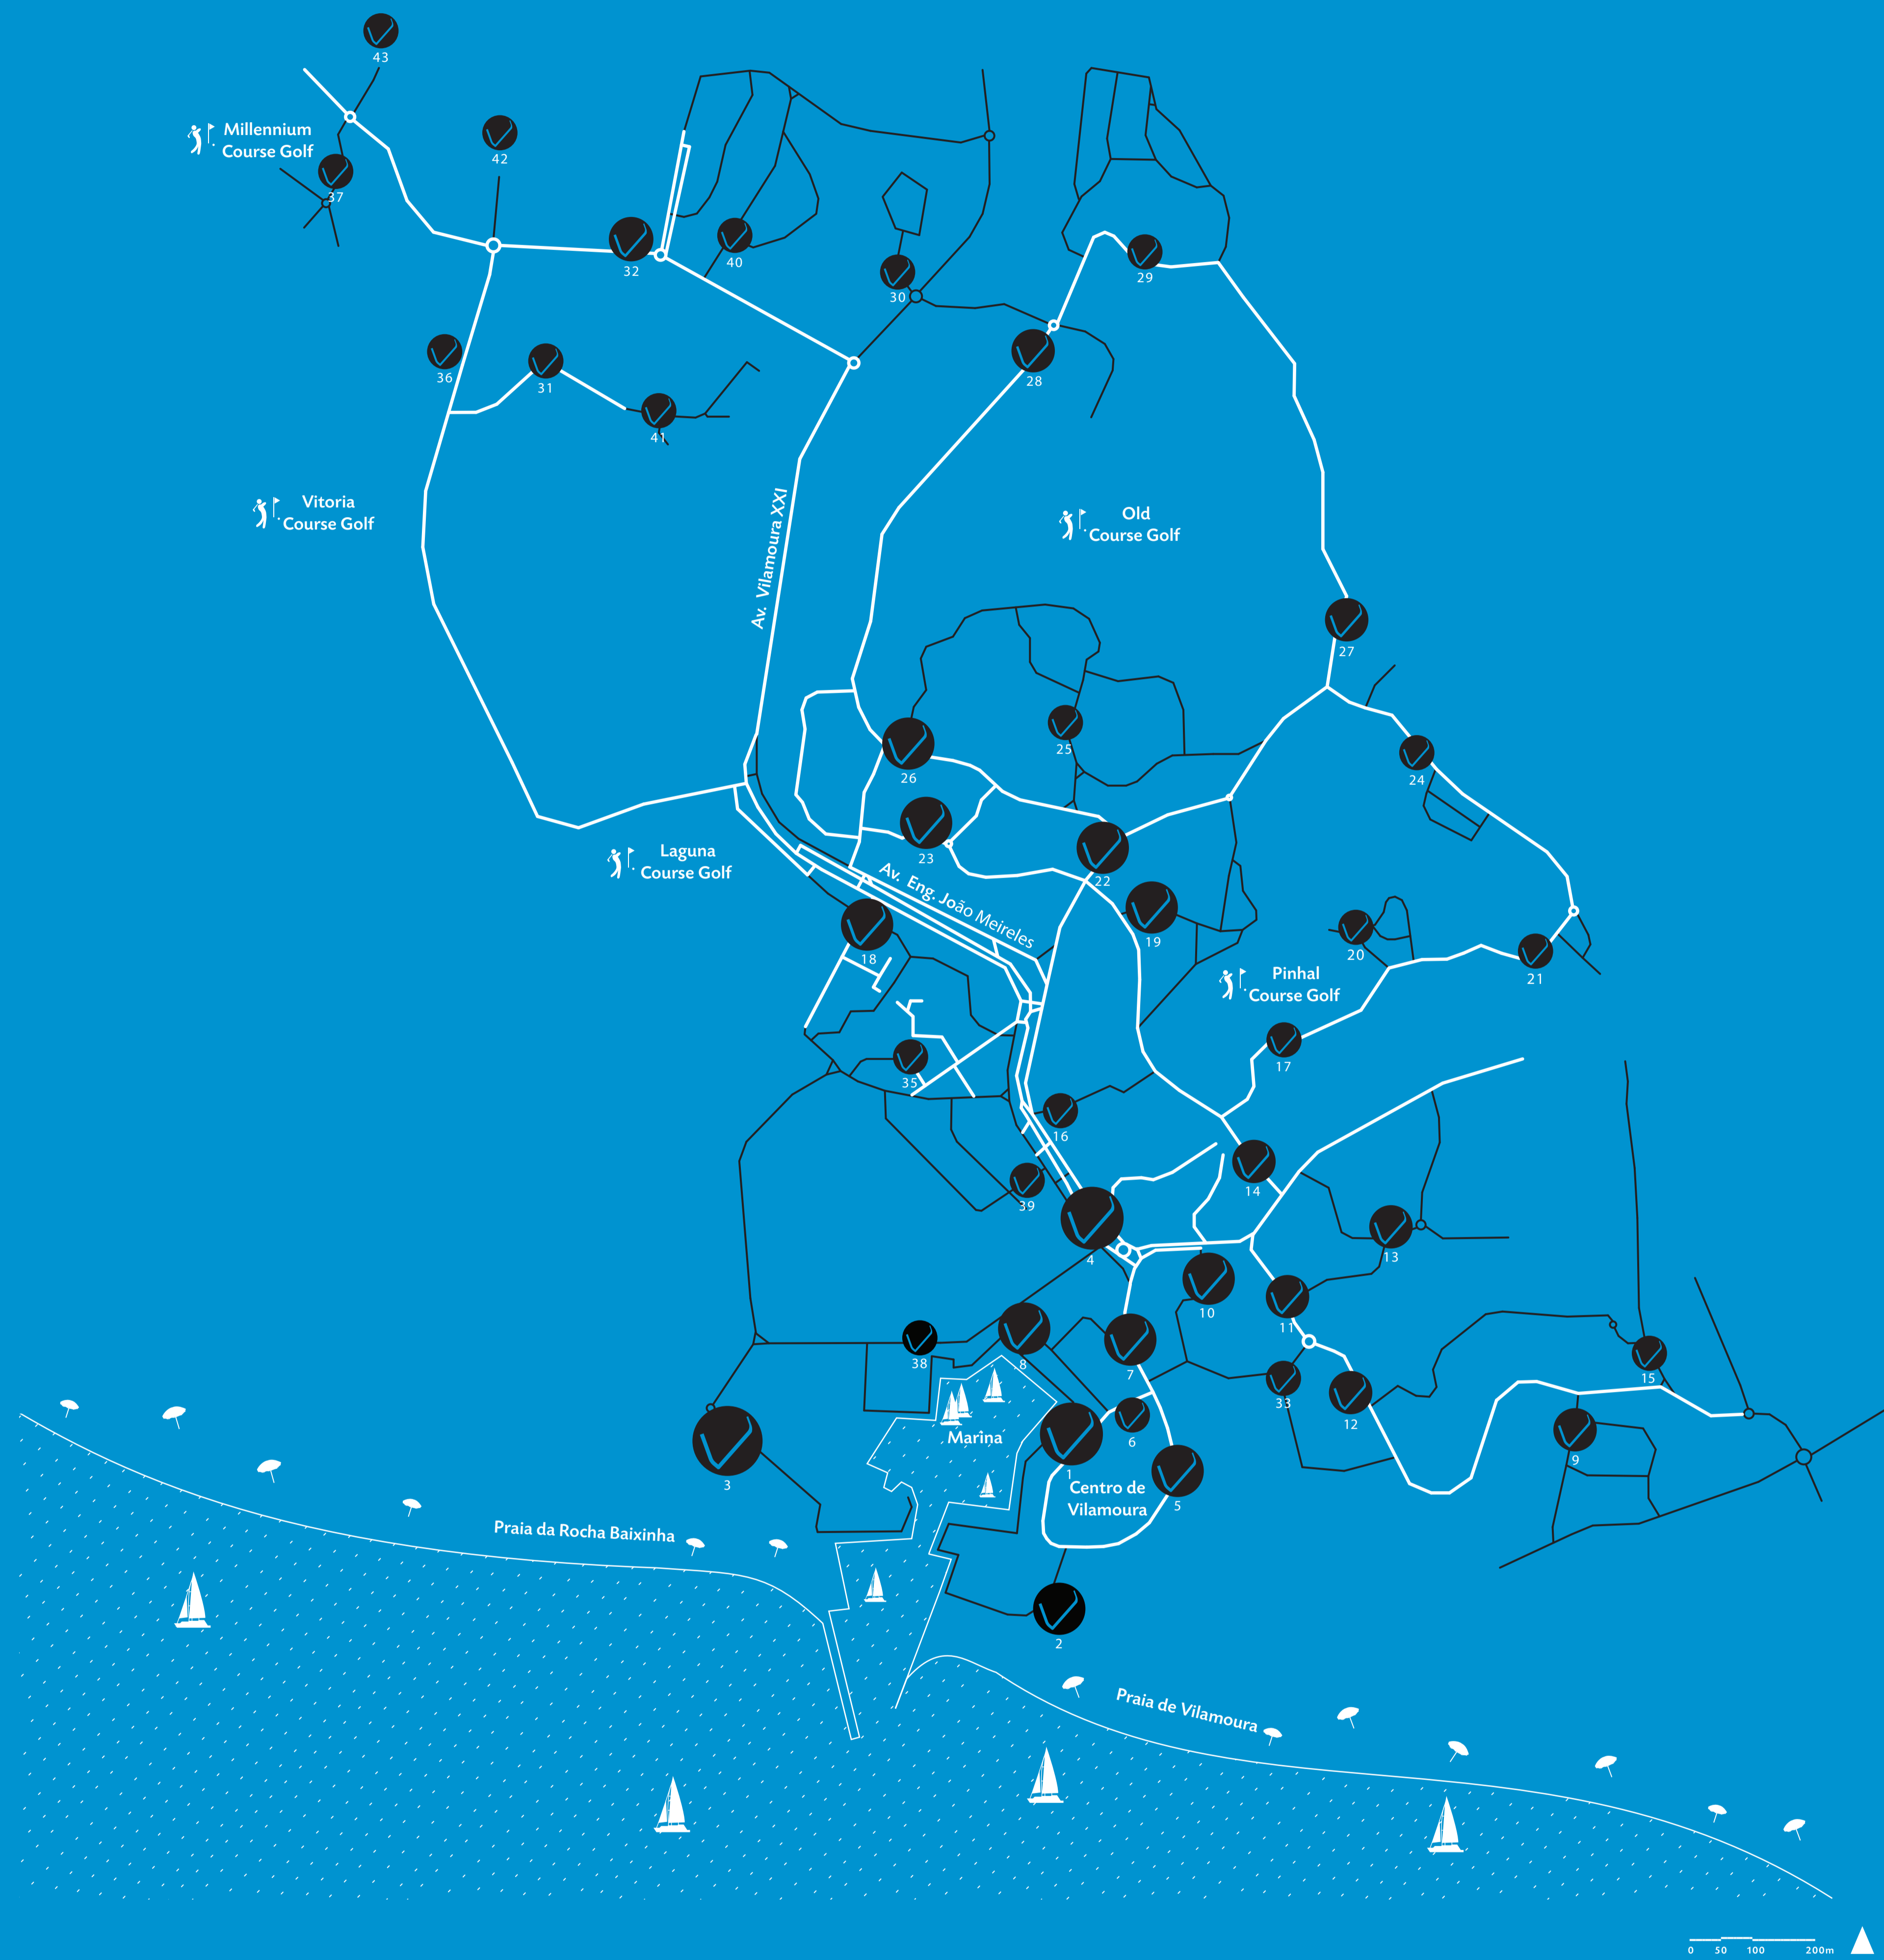 43
Millennium
Course Golf
42
37
32
40
30
29
36
31
28
41
Vitoria
Course Golf
Av. Vilamoura XXI
Old
Course Golf
27
25
26
24
23
Laguna
Course Golf
22
Av. Eng. João Meireles
19
18
20
21
Pinhal
Course Golf
17
35
16
14
39
4
13
10
11
38
8
7
15
33
12
6
Marina
9
1
3
Centro de
Vilamoura
5
Praia da Rocha Baixinha
2
Praia de Vilamoura
0 50 100 200m